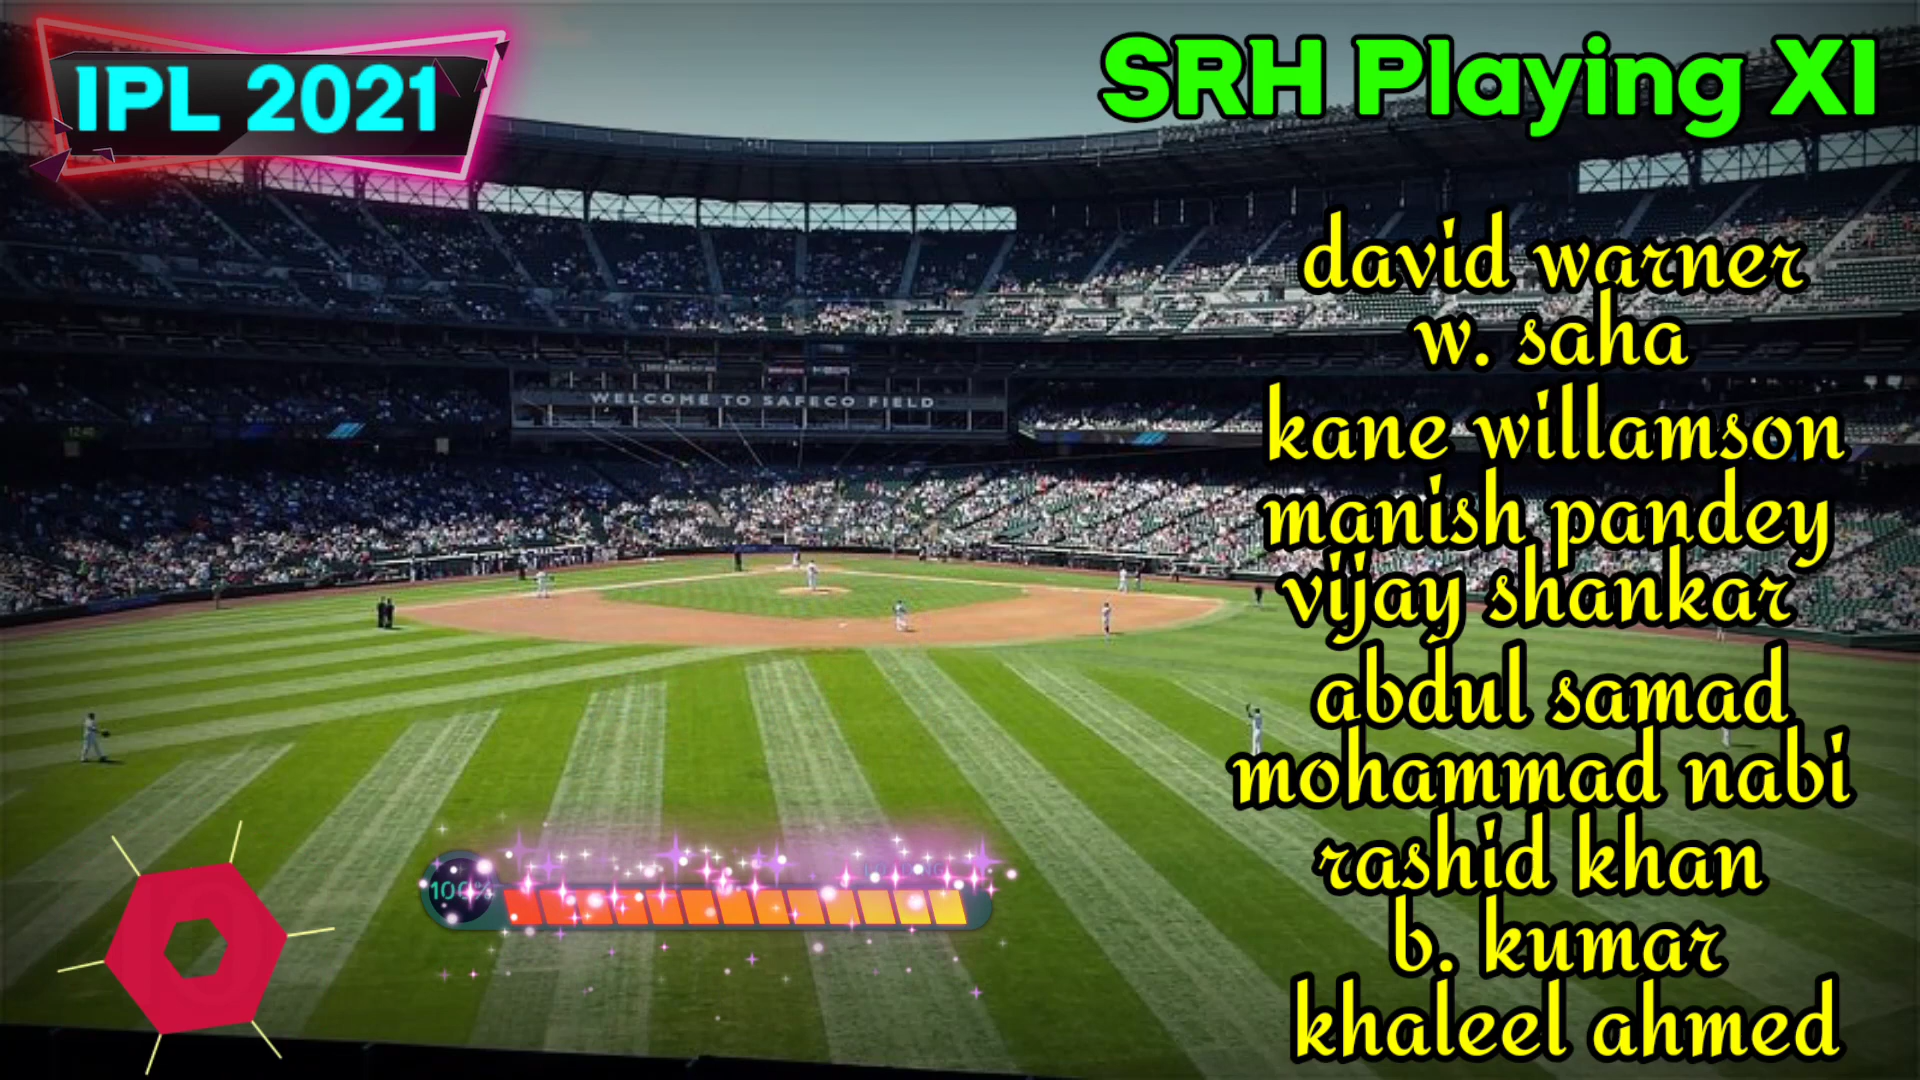 IPL 2021
SRH Playing XI
WELCOME TO SAFECO FIELD
david warner
w. saha
kane willamson
manish pandey
vijay shankar
abdul samad
mohammad nabi
rashid khan
b. kumar
khaleel ahmed
100%